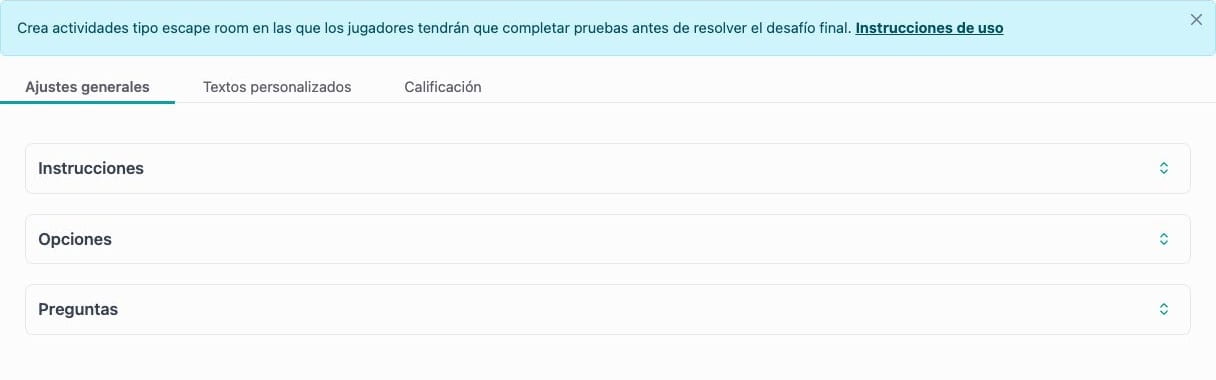 Crea actividades tipo escape room en las que los jugadores tendrán que completar pruebas antes de resolver el desafío final. Instrucciones de uso
Ajustes generales Textos personalizados Calificación
Instrucciones
Opciones
Preguntas